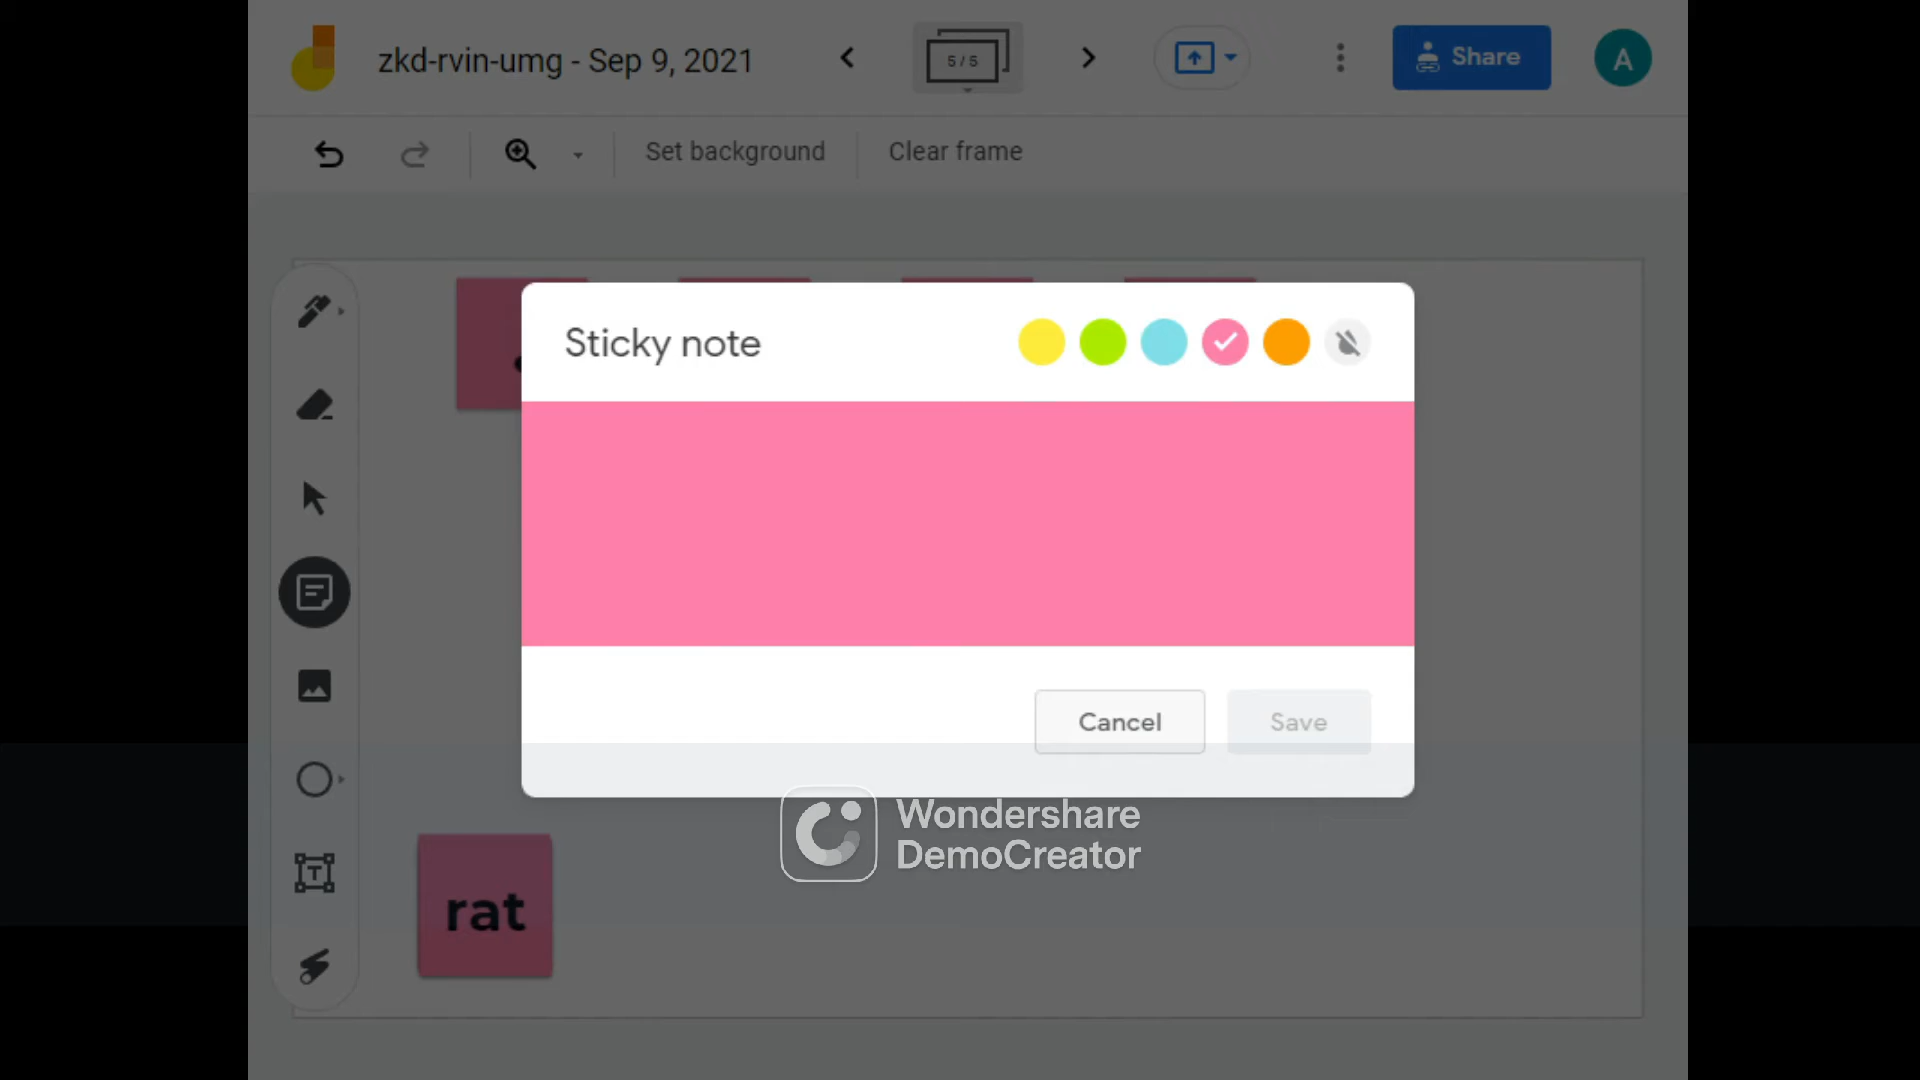 zkd-rvin-umg - Sep 9, 2021
5 / 5
Share
A
Set background
Clear frame
Sticky note
Cancel
Save
Wondershare
DemoCreator
rat